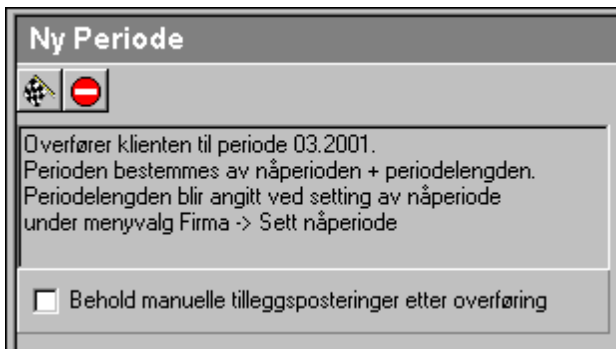 Ny Periode
Overfører klienten til periode 03.2001.
Perioden bestemmes av nåperioden + periodelengden.
Periodelengden blir angitt ved setting av nåperiode
under menyvalg Firma -> Sett nåperiode
Behold manuelle tilleggsposteringer etter overføring